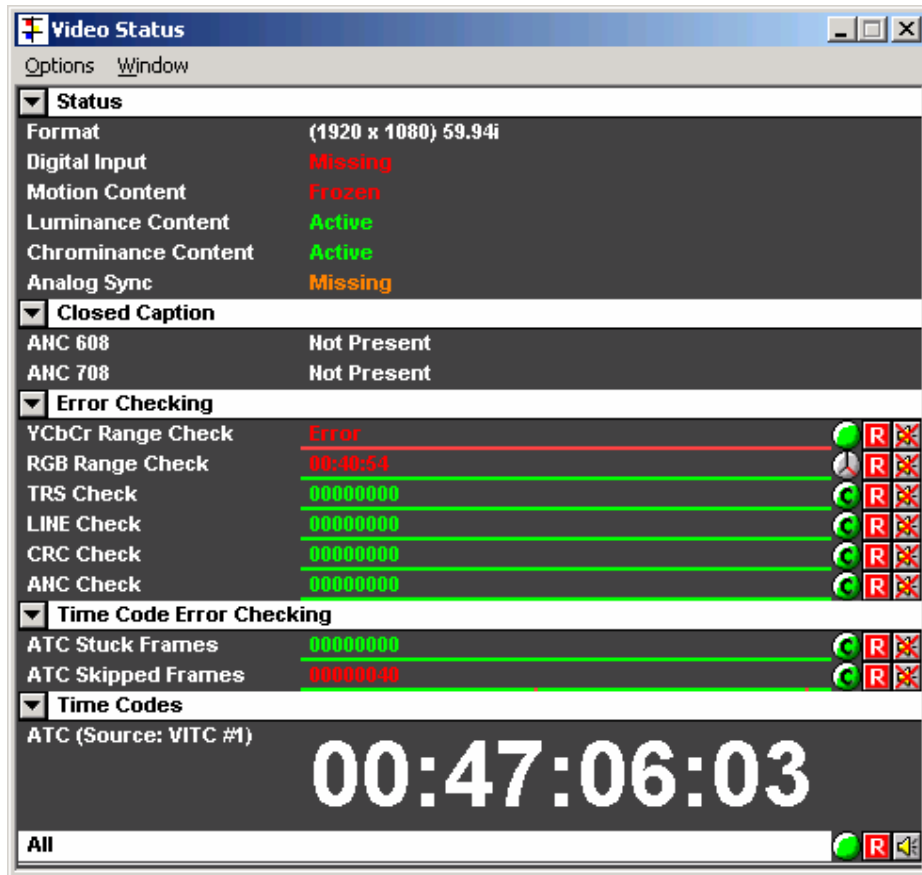 Video Status
Options Window
Status
Format (1920 x 1080) 59.94i
Digital Input Missing
Motion Content Frozen
Luminance Content Active
Chrominance Content Active
Analog Sync Missing
Closed Caption
ANC 608 Not Present
ANC 708 Not Present
Error Checking
YCbCr Range Check Error R
RGB Range Check 00:40:54 R
TRS Check 00000000 C R
LINE Check 00000000 C R
CRC Check 00000000 C R
ANC Check 00000000 C R
Time Code Error Checking
ATC Stuck Frames 00000000 C R
ATC Skipped Frames 00000040 C R
Time Codes
ATC (Source: VITC #1) 00:47:06:03
All R